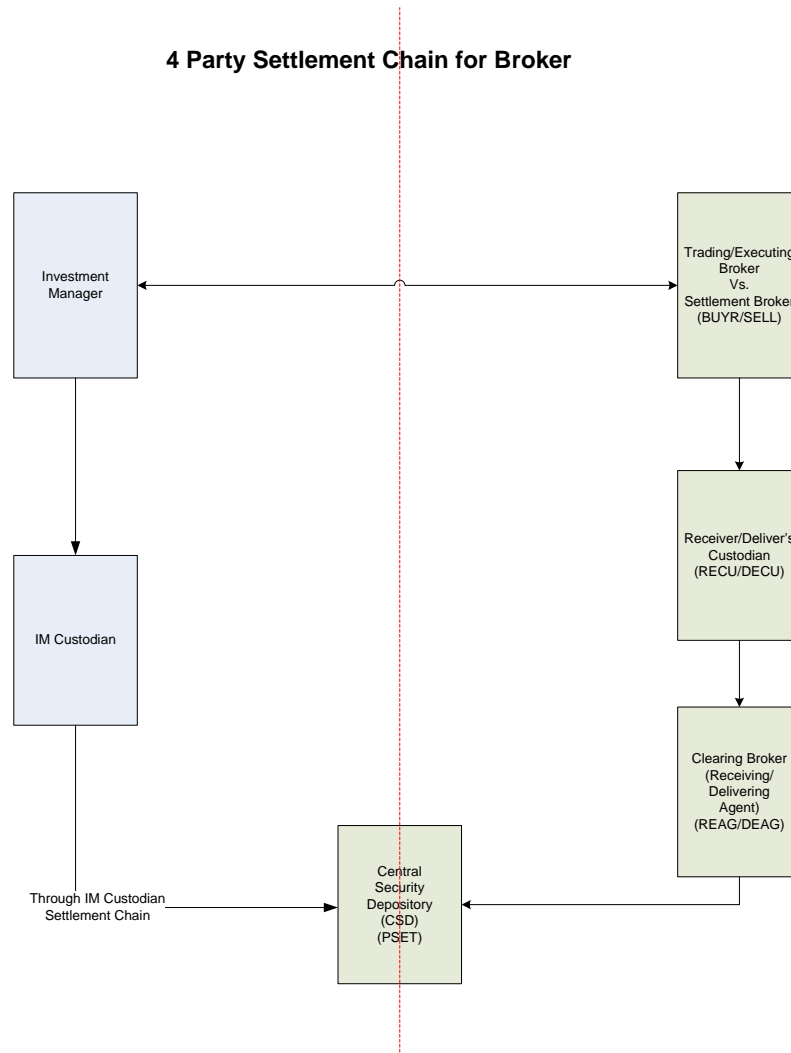 4 Party Settlement Chain for Broker
Investment
Manager
Trading/Executing
Broker
Vs.
Settlement Broker
(BUYR/SELL)
Receiver/Deliver's
Custodian
(RECU/DECU)
IM Custodian
Clearing Broker
(Receiving/
Delivering
Agent)
(REAG/DEAG)
Through IM Custodian
Settlement Chain
Central
Security
Depository
(CSD)
(PSET)